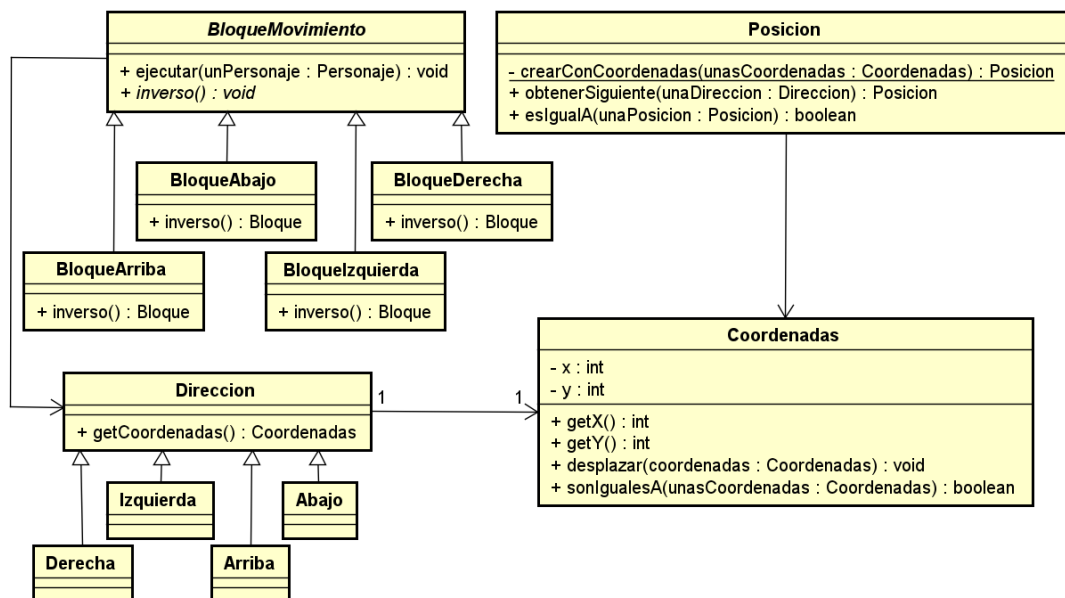 BloqueMovimiento
+ ejecutar(unPersonaje : Personaje) : void
+ inverso() : void
Posicion
- crearConCoordenadas(unasCoordenadas : Coordenadas) : Posicion
+ obtenerSiguiente(unaDireccion : Direccion) : Posicion
+ esIgualA(unaPosicion : Posicion) : boolean
BloqueAbajo
+ inverso() : Bloque
BloqueDerecha
+ inverso() : Bloque
BloqueArriba
+ inverso() : Bloque
BloqueIzquierda
+ inverso() : Bloque
Coordenadas
- x : int
- y : int
+ getX() : int
+ getY() : int
+ desplazar(coordenadas : Coordenadas) : void
+ sonIgualesA(unasCoordenadas : Coordenadas) : boolean
Direccion
+ getCoordenadas() : Coordenadas
1
1
Izquierda
Abajo
Derecha
Arriba